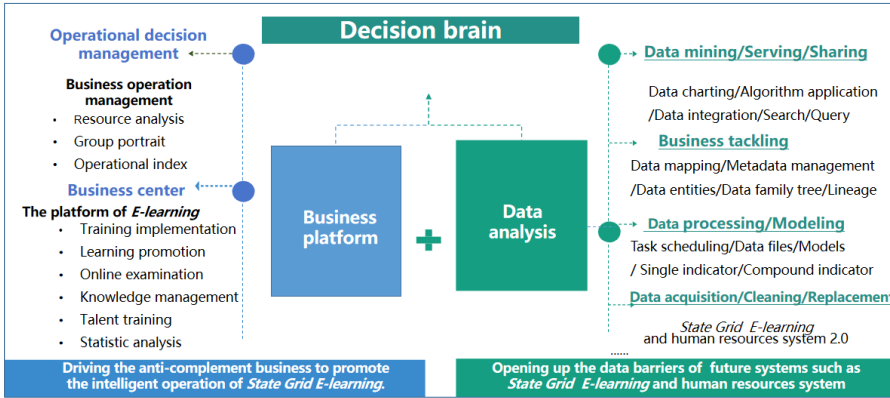 Decision brain
Operational decision
management
Business operation
management
• Resource analysis
• Group portrait
• Operational index
Business center
The platform of E-learning
• Training implementation
• Learning promotion
• Online examination
• Knowledge management
• Talent training
• Statistic analysis
Business
platform
Data
analysis
Data mining/Serving/Sharing
Data charting/Algorithm application
/Data integration/Search/Query
Business tackling
Data mapping/Metadata management
/Data entities/Data family tree/Lineage
Data processing/Modeling
Task scheduling/Data files/Models
/ Single indicator/Compound indicator
Data acquisition/Cleaning/Replacement
State Grid E-learning
and human resources system 2.0
......
Driving the anti-complement business to promote
the intelligent operation of State Grid E-learning.
Opening up the data barriers of future systems such as
State Grid E-learning and human resources system